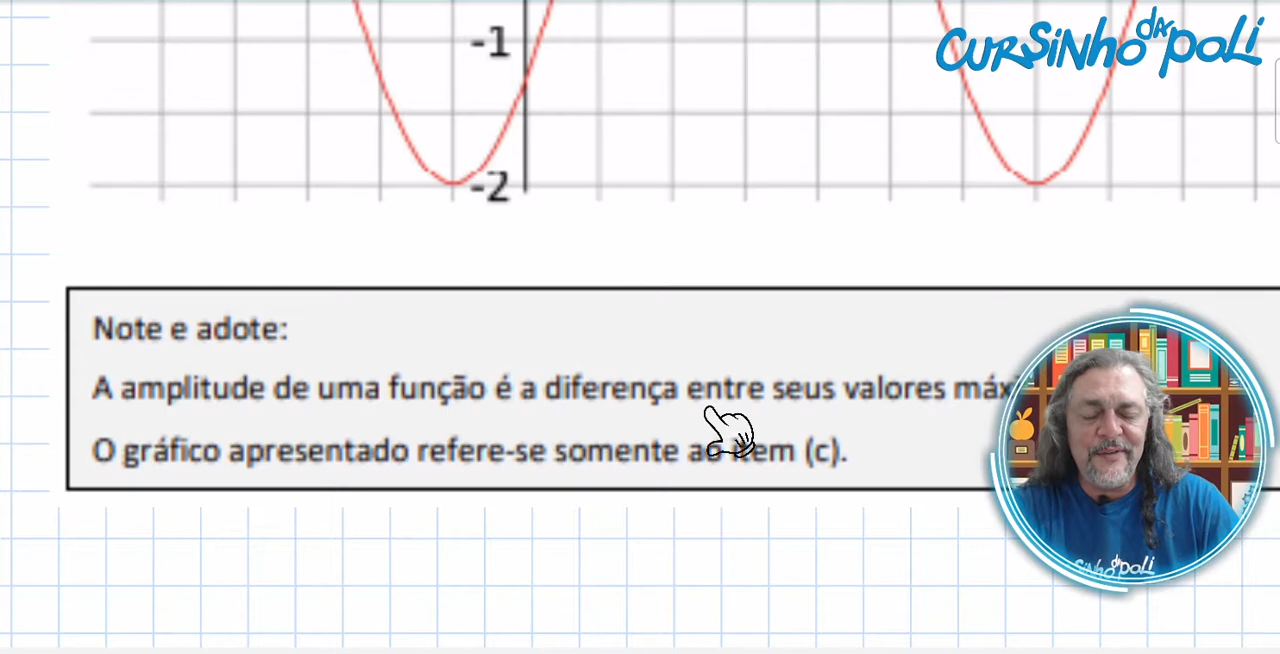 CURSINHO DA POLI
-1
-2
Note e adote:
A amplitude de uma função é a diferença entre seus valores
O gráfico apresentado refere-se somente ao item (c).